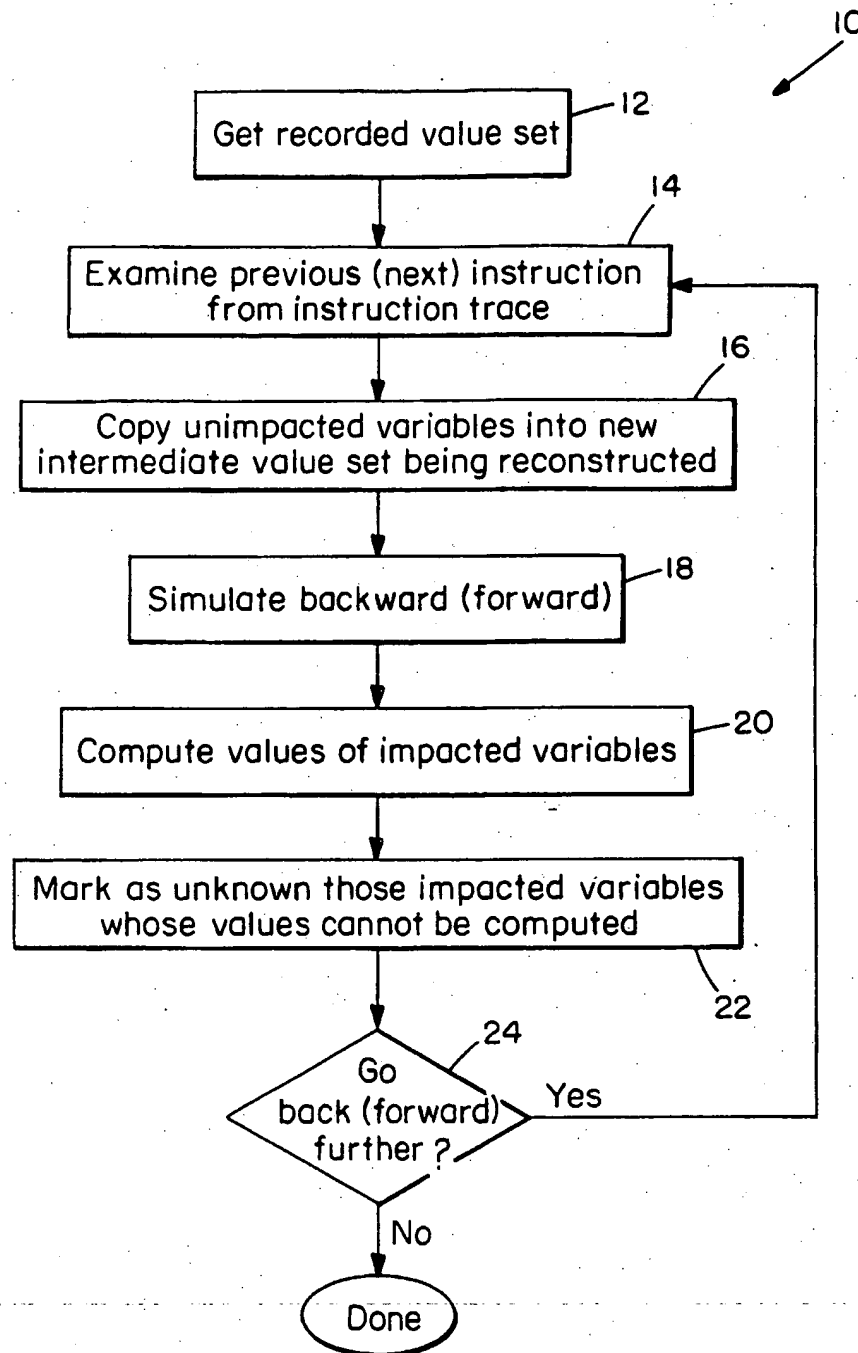 10
Get recorded value set
12
14
Examine previous (next) instruction
from instruction trace
16
Copy unimpacted variables into new
intermediate value set being reconstructed
Simulate backward (forward)
18
Compute values of impacted variables
20
Mark as unknown those impacted variables
whose values cannot be computed
22
24
Go
back (forward)
further ?
Yes
No
Done